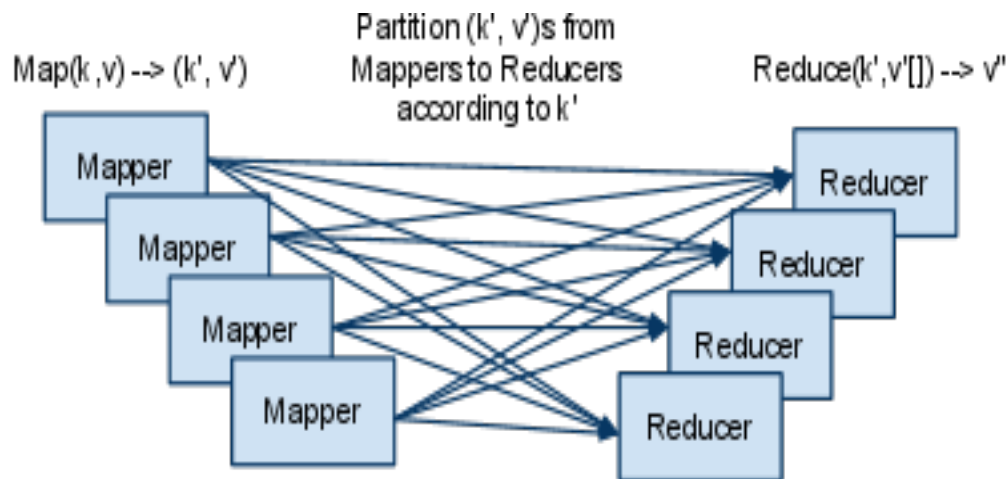 Map(k ,v) --> (k', v')
Partition (k', v')s from
Mappers to Reducers
according to k'
Reduce(k',v'[]) --> v"
Mapper
Mapper
Mapper
Mapper
Reducer
Reducer
Reducer
Reducer